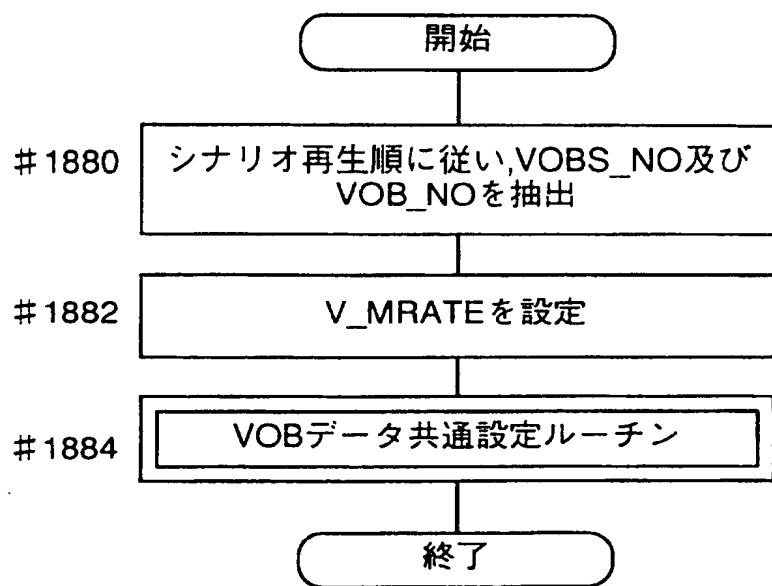 開始
#1880
シナリオ再生順に従い,VOBS_NO及び
VOB_NOを抽出
#1882
V_MRATEを設定
#1884
VOBデータ共通設定ルーチン
終了